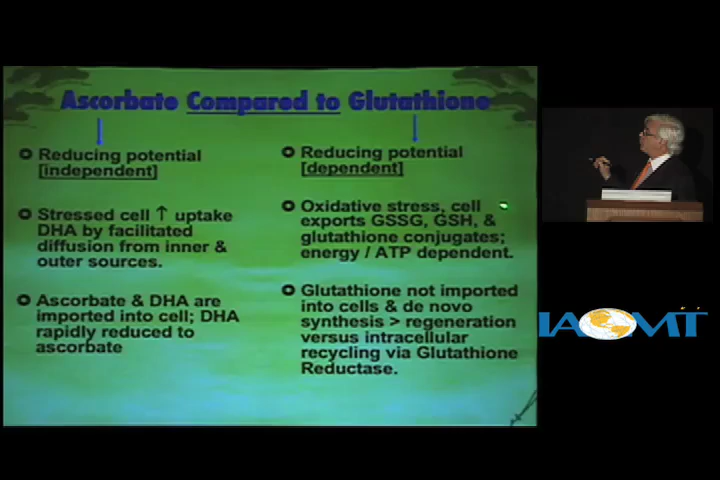 Ascorbate Compared to Glutathione
Reducing potential
[independent]
Stressed cell ↑ uptake
DHA by facilitated
diffusion from inner &
outer sources.
Ascorbate & DHA are
imported into cell; DHA
rapidly reduced to
ascorbate
Reducing potential
[dependent]
Oxidative stress, cell
exports GSSG, GSH, &
glutathione conjugates;
energy / ATP dependent.
Glutathione not imported
into cells & de novo
synthesis > regeneration
versus intracellular
recycling via Glutathione
Reductase.
IAOMT